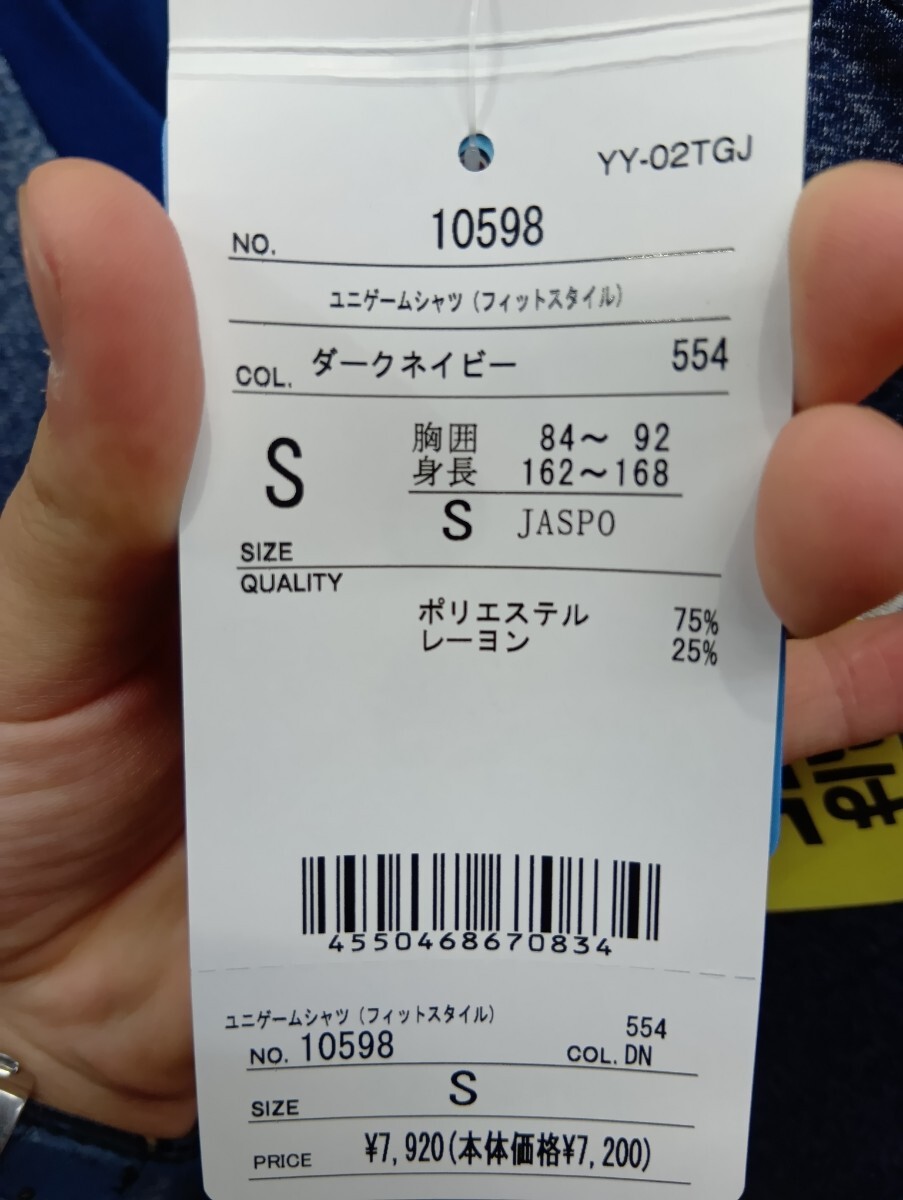 YY-02TGJ
NO. 10598
ユニゲームシャツ(フィットスタイル)
COL. ダークネイビー 554
S 胸囲 84～ 92
身長 162～168
S JASPO
SIZE
QUALITY
ポリエステル 75%
レーヨン 25%
4550468670834
ユニゲームシャツ(フィットスタイル)
554
NO. 10598 COL. DN
SIZE S
PRICE ¥7,920(本体価格¥7,200)